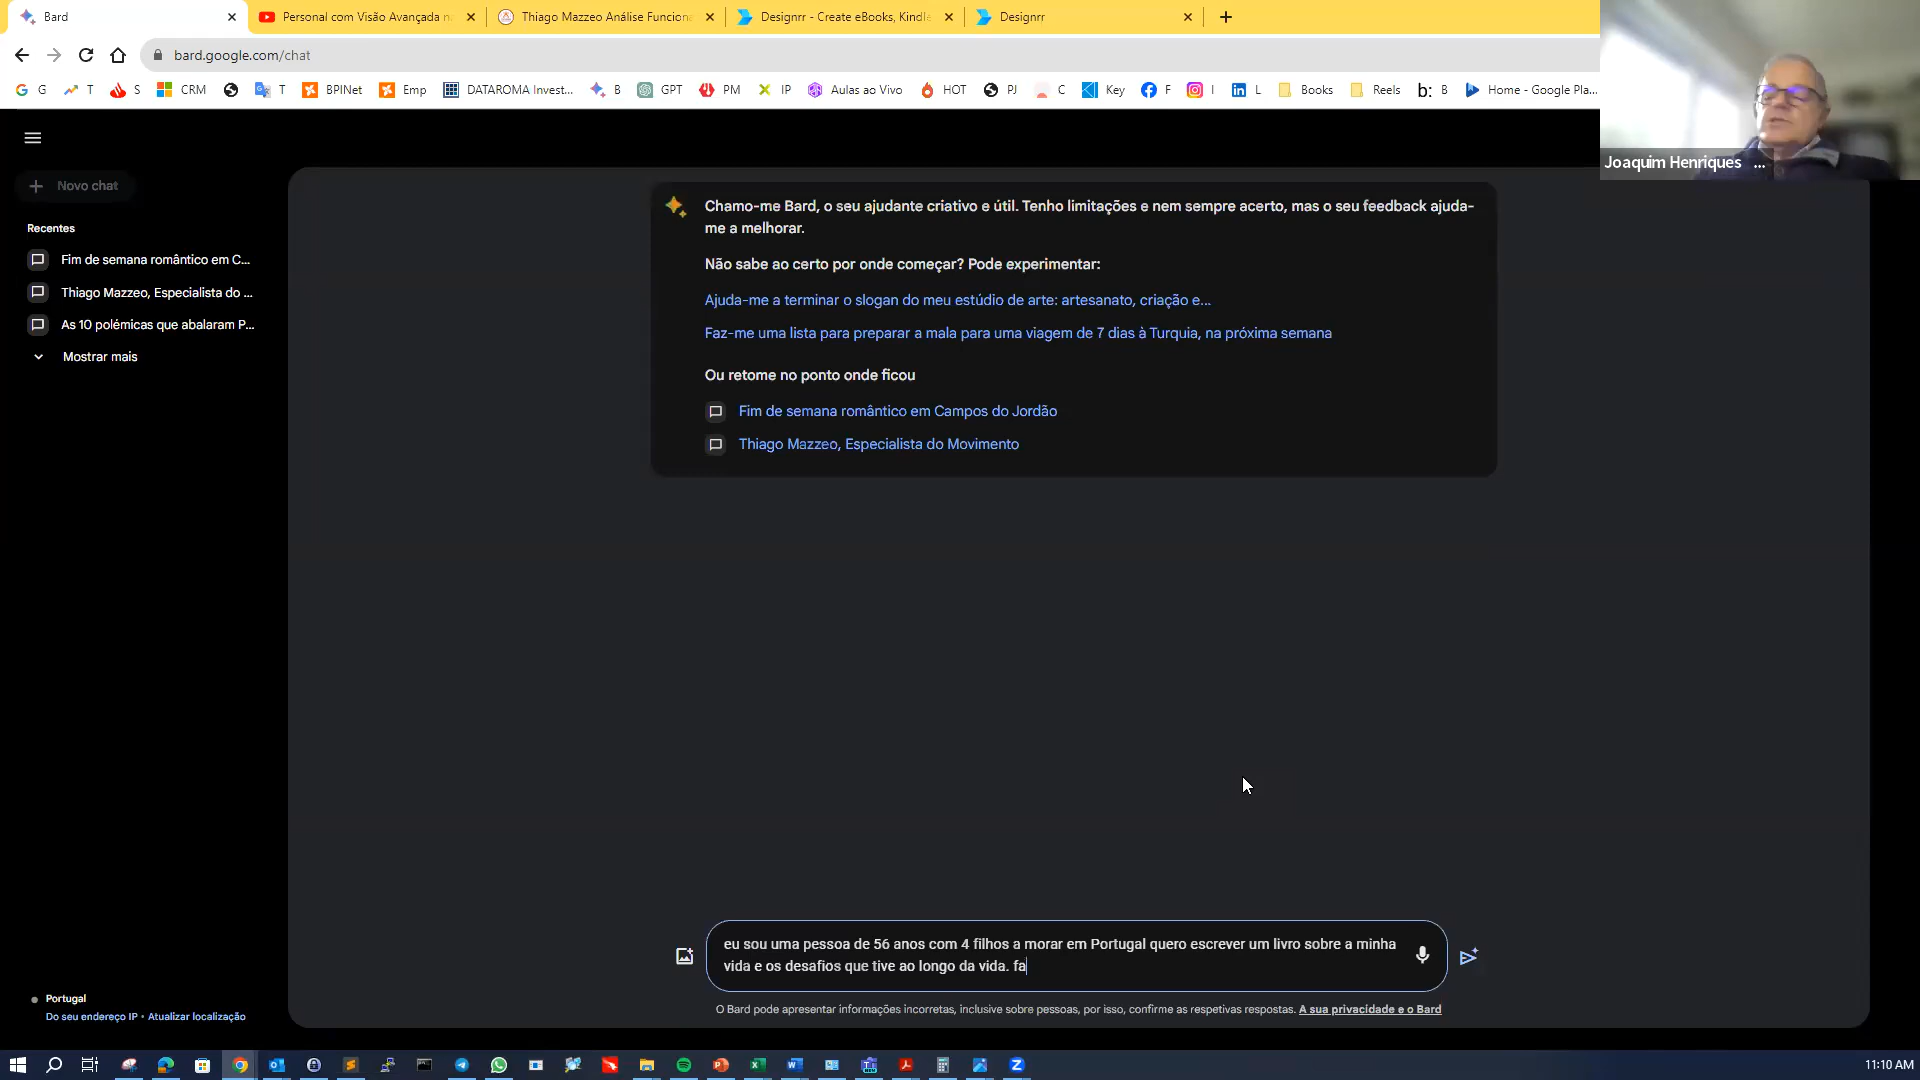 Bard
Personal com Visão Avançada n
Thiago Mazzeo Análise Funciona
Designrr - Create eBooks, Kindle
Designrr
bard.google.com/chat
G
T
S
CRM
T
BPINet
Emp
DATAROMA Invest...
B
GPT
PM
IP
Aulas ao Vivo
HOT
PJ
C
Key
F
I
L
Books
Reels
b: B
Home - Google Pla...
Joaquim Henriques ...
Novo chat
Recentes
Fim de semana romântico em C...
Thiago Mazzeo, Especialista do ...
As 10 polémicas que abalaram P...
Mostrar mais
Chamo-me Bard, o seu ajudante criativo e útil. Tenho limitações e nem sempre acerto, mas o seu feedback ajuda-
me a melhorar.
Não sabe ao certo por onde começar? Pode experimentar:
Ajuda-me a terminar o slogan do meu estúdio de arte: artesanato, criação e...
Faz-me uma lista para preparar a mala para uma viagem de 7 dias à Turquia, na próxima semana
Ou retome no ponto onde ficou
Fim de semana romântico em Campos do Jordão
Thiago Mazzeo, Especialista do Movimento
eu sou uma pessoa de 56 anos com 4 filhos a morar em Portugal quero escrever um livro sobre a minha
vida e os desafios que tive ao longo da vida. fa
O Bard pode apresentar informações incorretas, inclusive sobre pessoas, por isso, confirme as respetivas respostas. A sua privacidade e o Bard
Portugal
Do seu endereço IP • Atualizar localização
11:10 AM